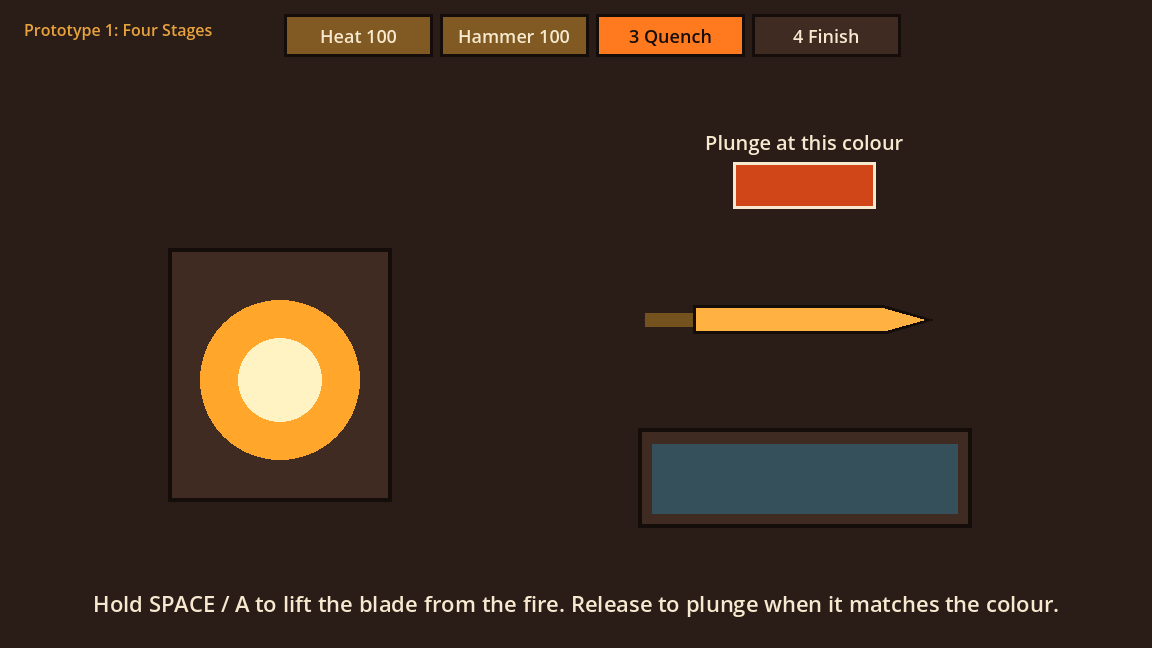 Prototype 1: Four Stages
Heat 100
Hammer 100
3 Quench
4 Finish
Plunge at this colour
Hold SPACE / A to lift the blade from the fire. Release to plunge when it matches the colour.